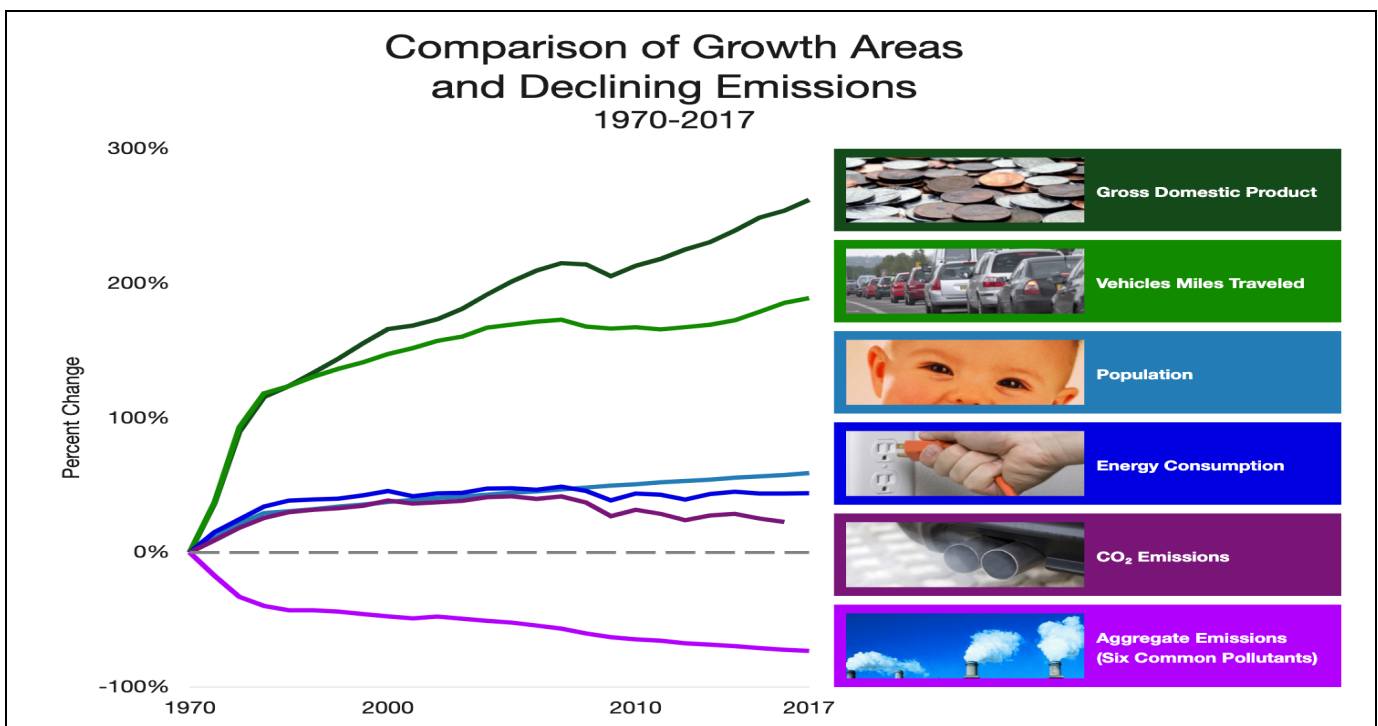 Comparison of Growth Areas
and Declining Emissions
1970-2017
300%
200%
100%
0%
-100%
Percent Change
1970
2000
2010
2017
Gross Domestic Product
Vehicles Miles Traveled
Population
Energy Consumption
CO₂ Emissions
Aggregate Emissions
(Six Common Pollutants)